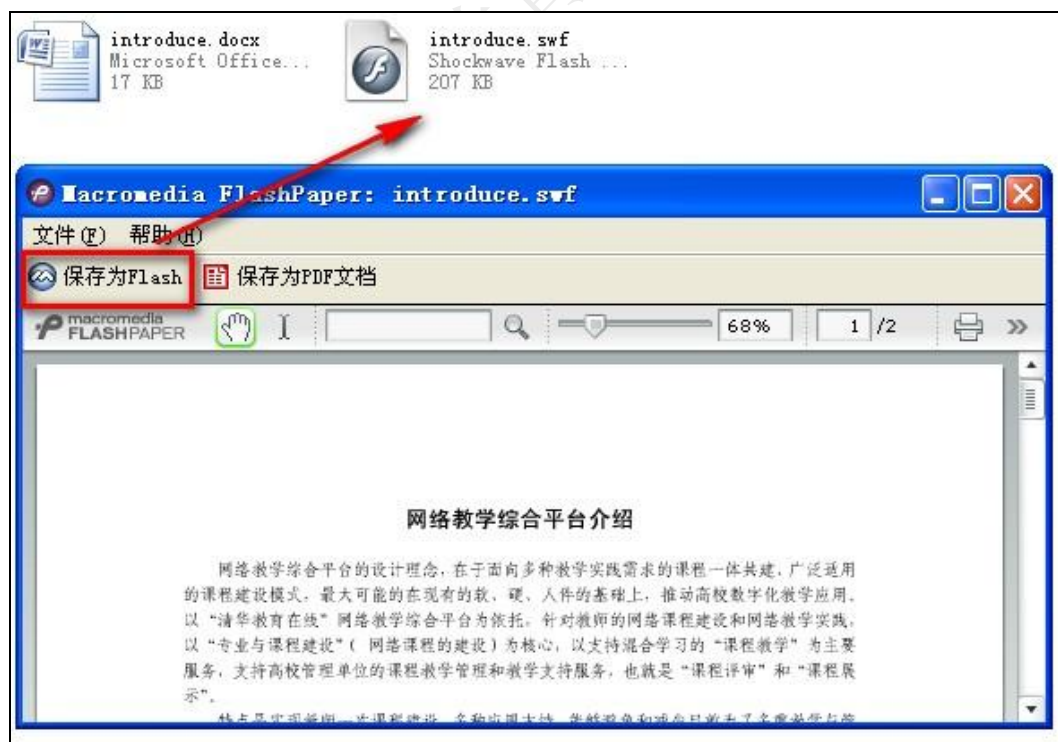 introduce.docx
Microsoft Office...
17 KB
introduce.swf
Shockwave Flash ...
207 KB
Macromedia FlashPaper: introduce.swf
文件(F) 帮助(H)
保存为Flash 保存为PDF文档
macromedia
FLASHPAPER 68% 1 /2
网络教学综合平台介绍
网络教学综合平台的设计理念，在于面向多种教学实践需求的课程一体共建，广泛适用
的课程建设模式，最大可能的在现有的软、硬、人件的基础上，推动高校数字化教学应用。
以“清华教育在线”网络教学综合平台为依托，针对教师的网络课程建设和网络教学实践，
以“专业与课程建设”（ 网络课程的建设）为核心，以支持混合学习的“课程教学”为主要
服务，支持高校管理单位的课程教学管理和教学支持服务，也就是“课程评审”和“课程展
示”。